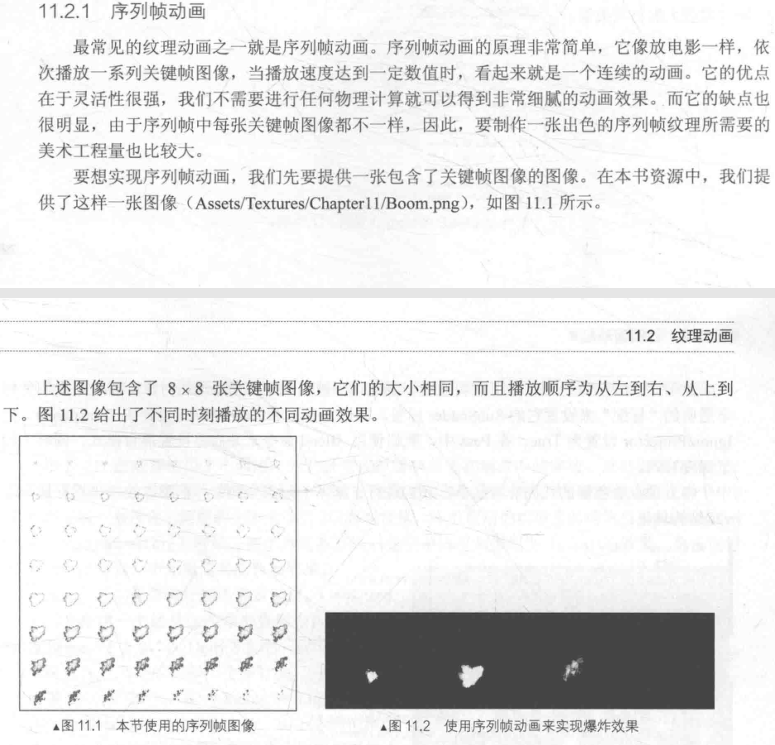 11.2.1 序列帧动画
最常见的纹理动画之一就是序列帧动画。序列帧动画的原理非常简单，它像放电影一样，依
次播放一系列关键帧图像，当播放速度达到一定数值时，看起来就是一个连续的动画。它的优点
在于灵活性很强，我们不需要进行任何物理计算就可以得到非常细腻的动画效果。而它的缺点也
很明显，由于序列帧中每张关键帧图像都不一样，因此，要制作一张出色的序列帧纹理所需要的
美术工程量也比较大。
要想实现序列帧动画，我们先要提供一张包含了关键帧图像的图像。在本书资源中，我们提
供了这样一张图像（Assets/Textures/Chapter11/Boom.png），如图 11.1 所示。
11.2 纹理动画
上述图像包含了 8×8 张关键帧图像，它们的大小相同，而且播放顺序为从左到右、从上到
下。图 11.2 给出了不同时刻播放的不同动画效果。
▲图 11.1 本节使用的序列帧图像
▲图 11.2 使用序列帧动画来实现爆炸效果